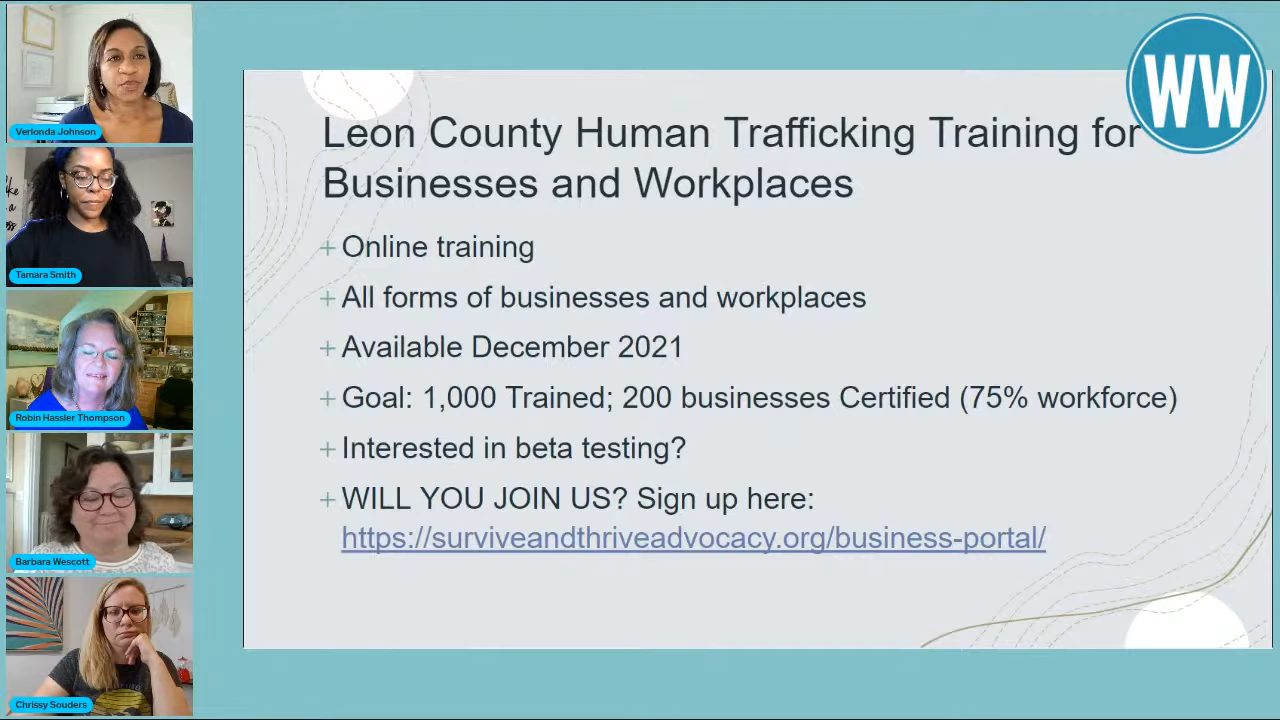 WW
Leon County Human Trafficking Training for
Businesses and Workplaces
Online training
All forms of businesses and workplaces
Available December 2021
Goal: 1,000 Trained; 200 businesses Certified (75% workforce)
Interested in beta testing?
WILL YOU JOIN US? Sign up here:
https://surviveandthriveadvocacy.org/business-portal/
Verlonda Johnson
like
a
Tamara Smith
Robin Hassler Thompson
Barbara Wescott
Chrissy Souders